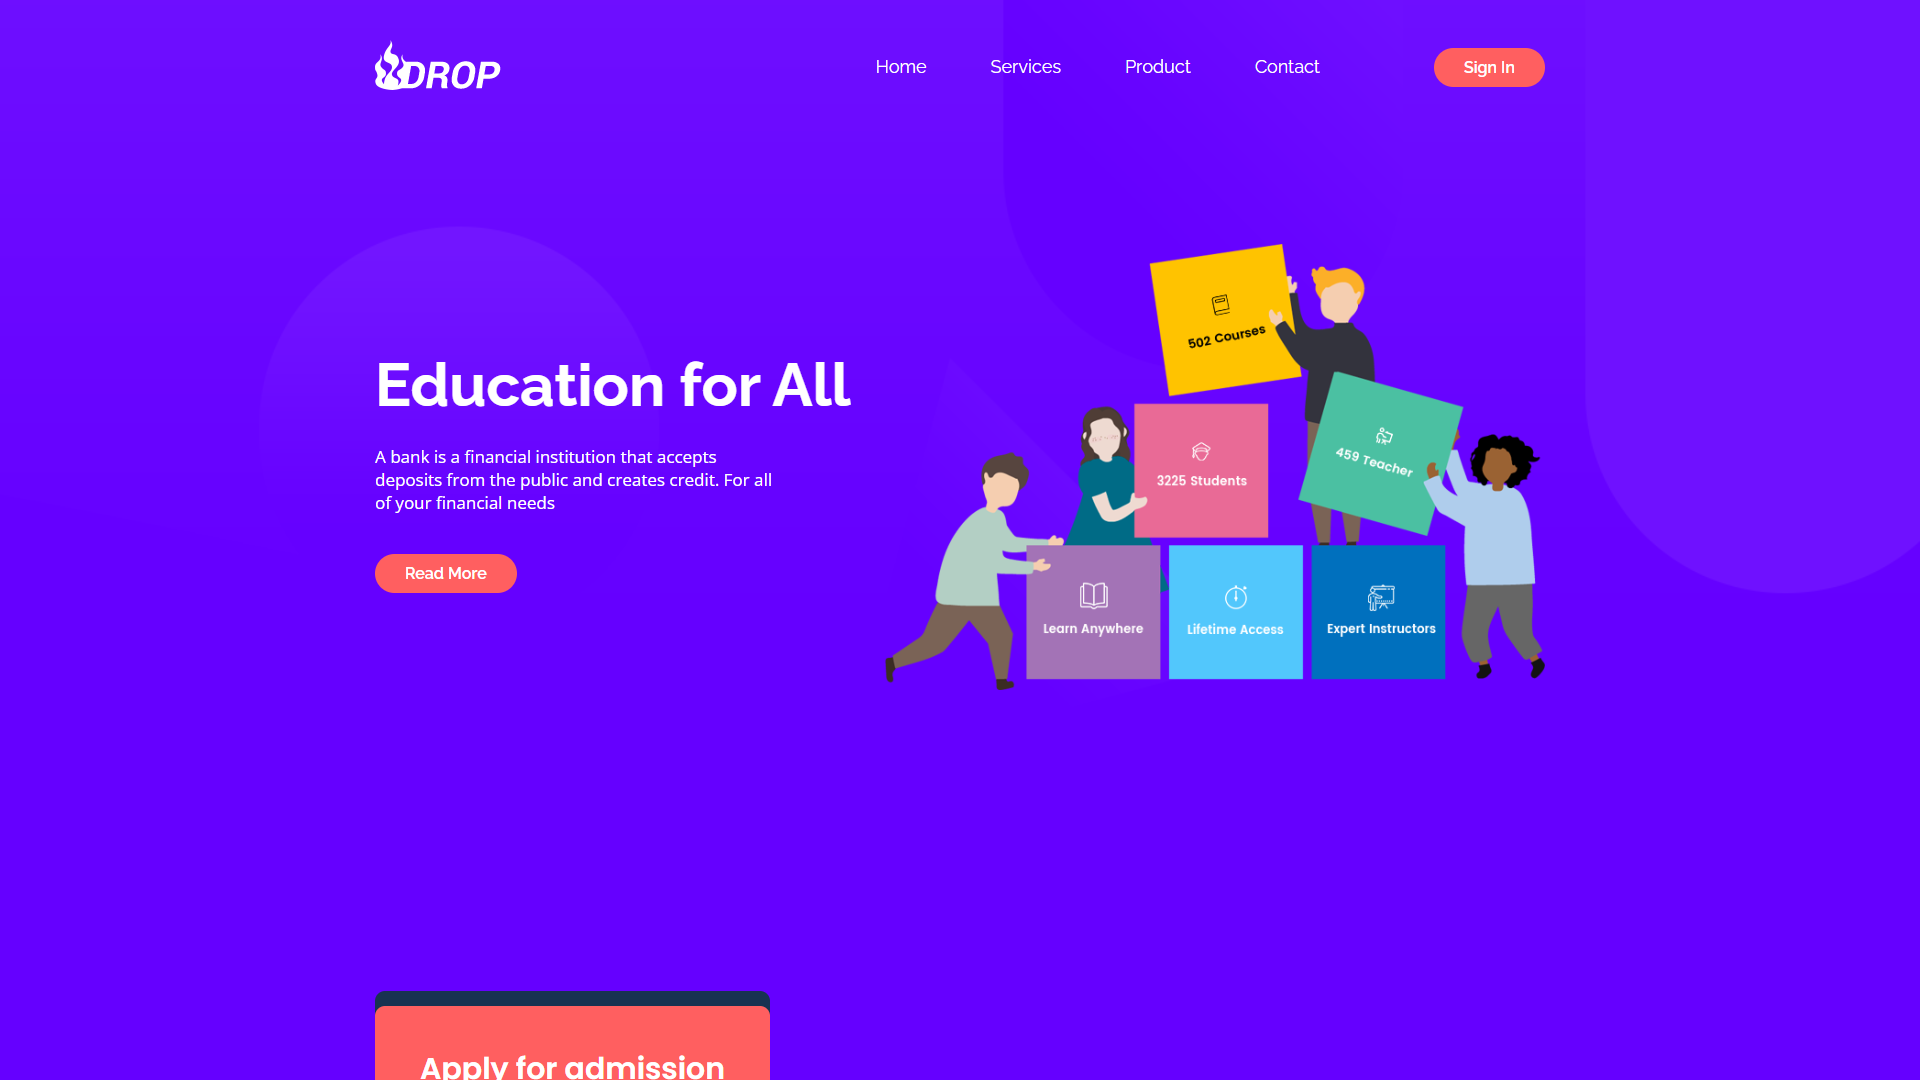 DROP
Home
Services
Product
Contact
Sign In
Education for All
A bank is a financial institution that accepts
deposits from the public and creates credit. For all
of your financial needs
Read More
502 Courses
459 Teacher
3225 Students
Learn Anywhere
Lifetime Access
Expert Instructors
Apply for admission